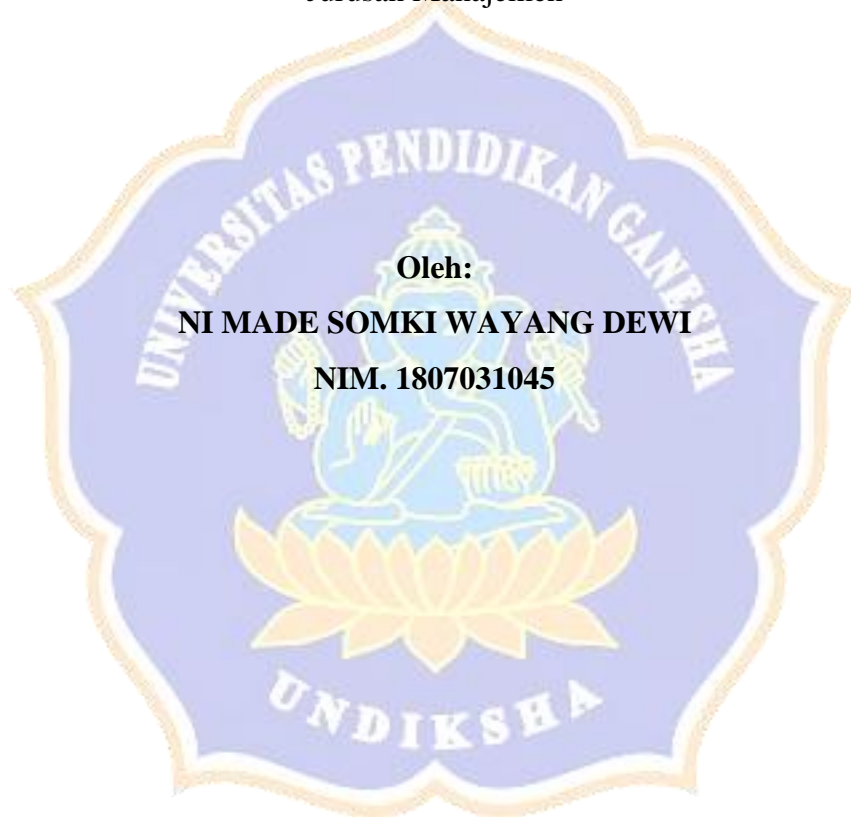 Jurusan Manajemen
UNIVERSITAS PENDIDIKAN GANESHA
Oleh:
NI MADE SOMKI WAYANG DEWI
NIM. 1807031045
UNDIKSHA